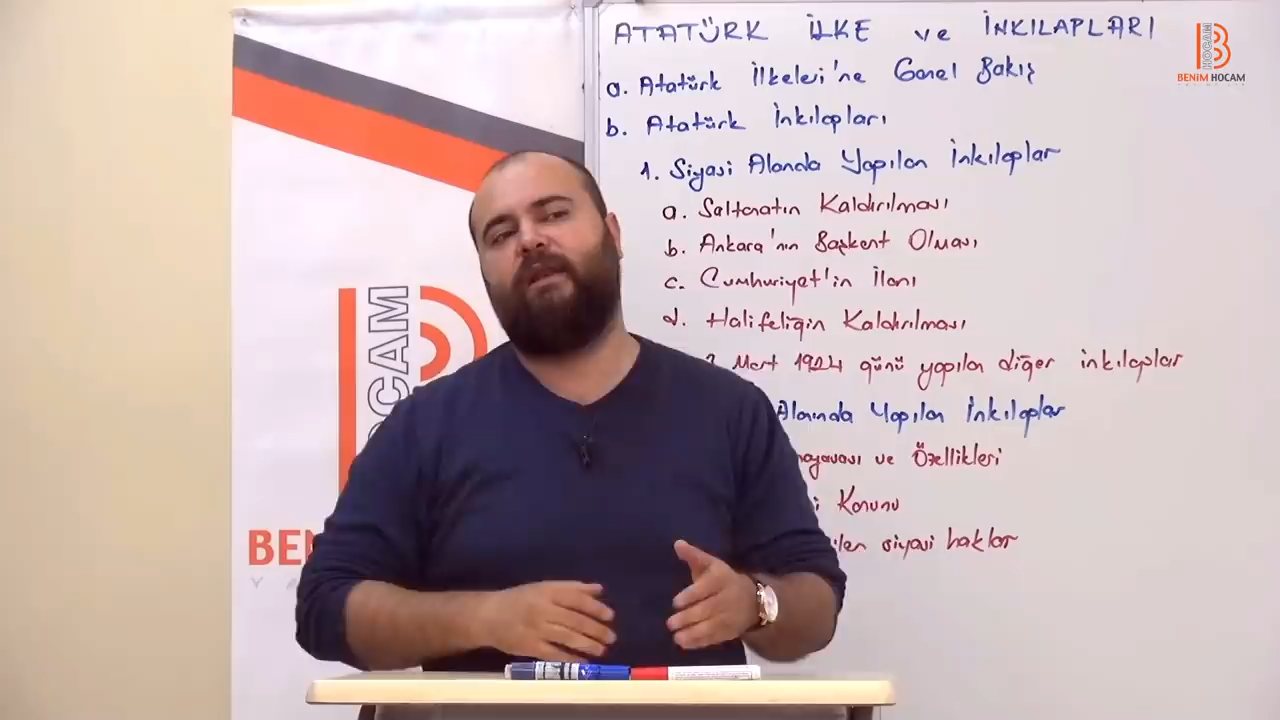 ATATÜRK İLKE ve İNKILAPLARI
a. Atatürk İlkeleri'ne Genel Bakış
b. Atatürk İnkılapları
1. Siyasi Alanda Yapılan İnkılaplar
a. Saltanatın Kaldırılması
b. Ankara'nın Başkent Olması
c. Cumhuriyet'in İlanı
d. Halifeliğin Kaldırılması
Mart 1924 günü yapılan diğer inkılaplar
Alanında Yapılan İnkılaplar
ve Özellikleri
Kanunu
siyasi haklar
B
HOCAM
BENİM HOCAM
OCAM
BEN